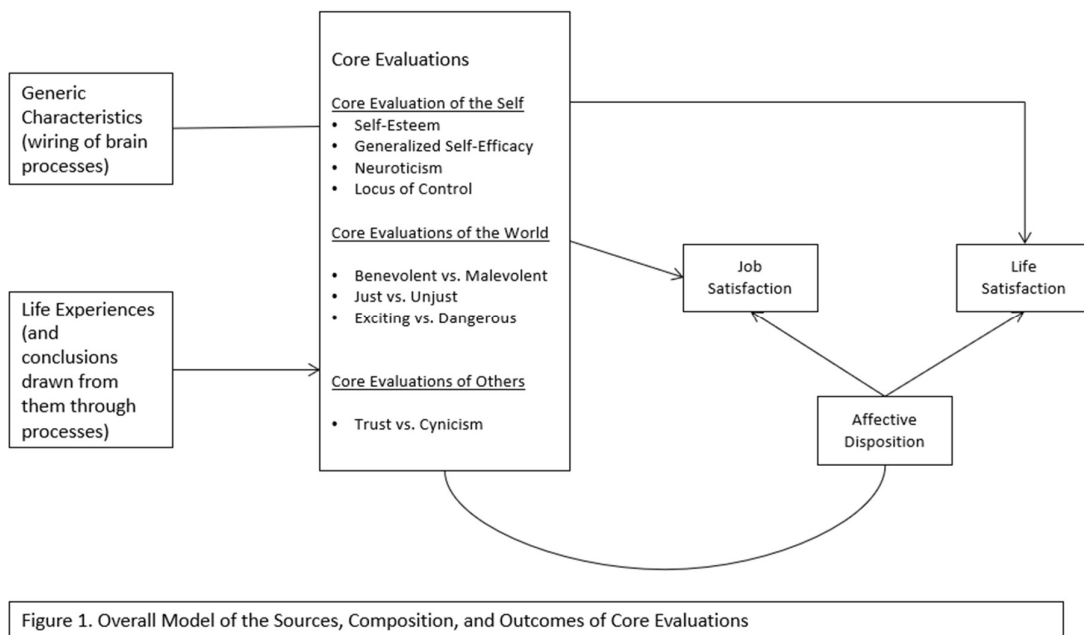 Generic
Characteristics
(wiring of brain
processes)
Life Experiences
(and
conclusions
drawn from
them through
processes)
Core Evaluations
Core Evaluation of the Self
• Self-Esteem
• Generalized Self-Efficacy
• Neuroticism
• Locus of Control
Core Evaluations of the World
• Benevolent vs. Malevolent
• Just vs. Unjust
• Exciting vs. Dangerous
Core Evaluations of Others
• Trust vs. Cynicism
Job
Satisfaction
Life
Satisfaction
Affective
Disposition
Figure 1. Overall Model of the Sources, Composition, and Outcomes of Core Evaluations